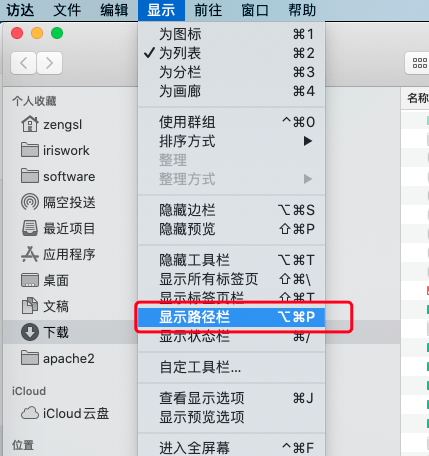 访达 文件 编辑 显示 前往 窗口 帮助
为图标 ⌘1
✓ 为列表 ⌘2
为分栏 ⌘3
为画廊 ⌘4
使用群组 ^⌘0
排序方式 ▶
整理
整理方式 ▶
隐藏边栏 ⌥⌘S
隐藏预览 ⇧⌘P
隐藏工具栏 ⌥⌘T
显示所有标签页 ⇧⌘\
显示标签页栏 ⇧⌘T
显示路径栏 ⌥⌘P
显示状态栏 ⌘/
自定工具栏...
查看显示选项 ⌘J
显示预览选项
进入全屏幕 ^⌘F
个人收藏
zengsl
iriswork
software
隔空投送
最近项目
应用程序
桌面
文稿
下载
apache2
iCloud
iCloud云盘
位置
名称